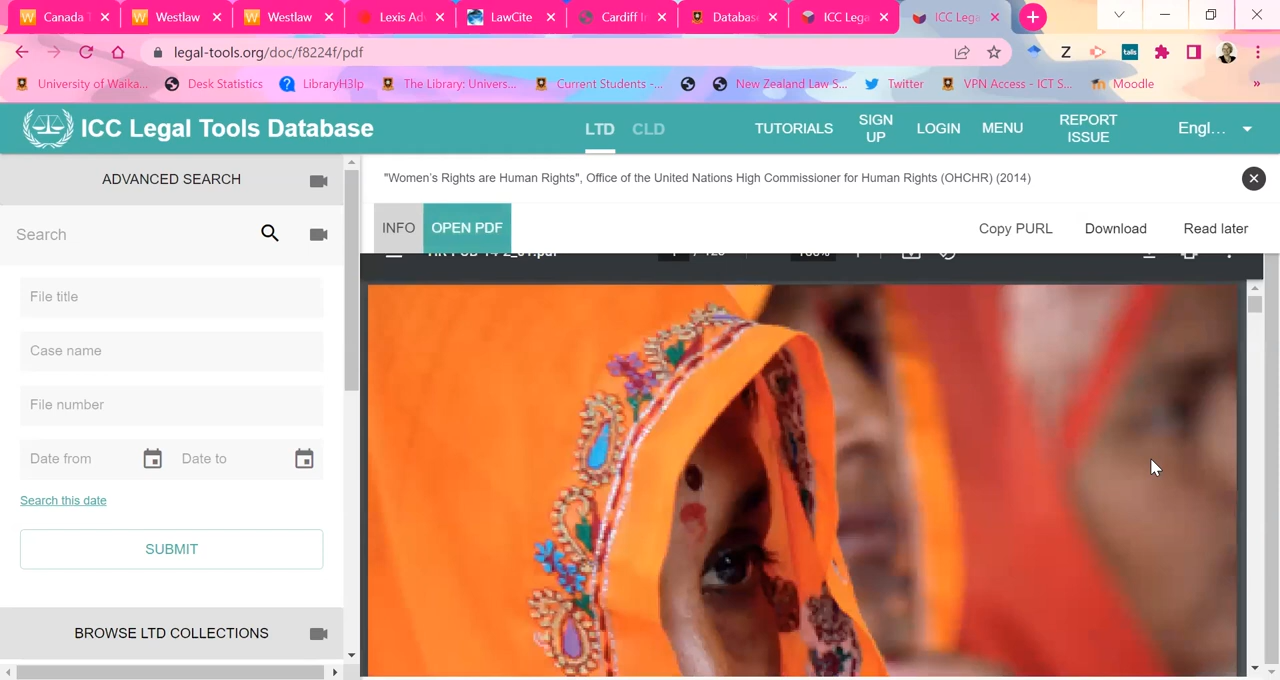 Canada T
Westlaw
Westlaw
Lexis Ad
LawCite
Cardiff I
Databas
ICC Lega
ICC Lega
legal-tools.org/doc/f8224f/pdf
University of Waika...
Desk Statistics
LibraryH3lp
The Library: Univers...
Current Students -...
New Zealand Law S...
Twitter
VPN Access - ICT S...
Moodle
»
ICC Legal Tools Database
LTD
CLD
TUTORIALS
SIGN UP
LOGIN
MENU
REPORT ISSUE
Engl...
ADVANCED SEARCH
"Women's Rights are Human Rights", Office of the United Nations High Commissioner for Human Rights (OHCHR) (2014)
Search
INFO
OPEN PDF
Copy PURL
Download
Read later
File title
Case name
File number
Date from
Date to
Search this date
SUBMIT
BROWSE LTD COLLECTIONS